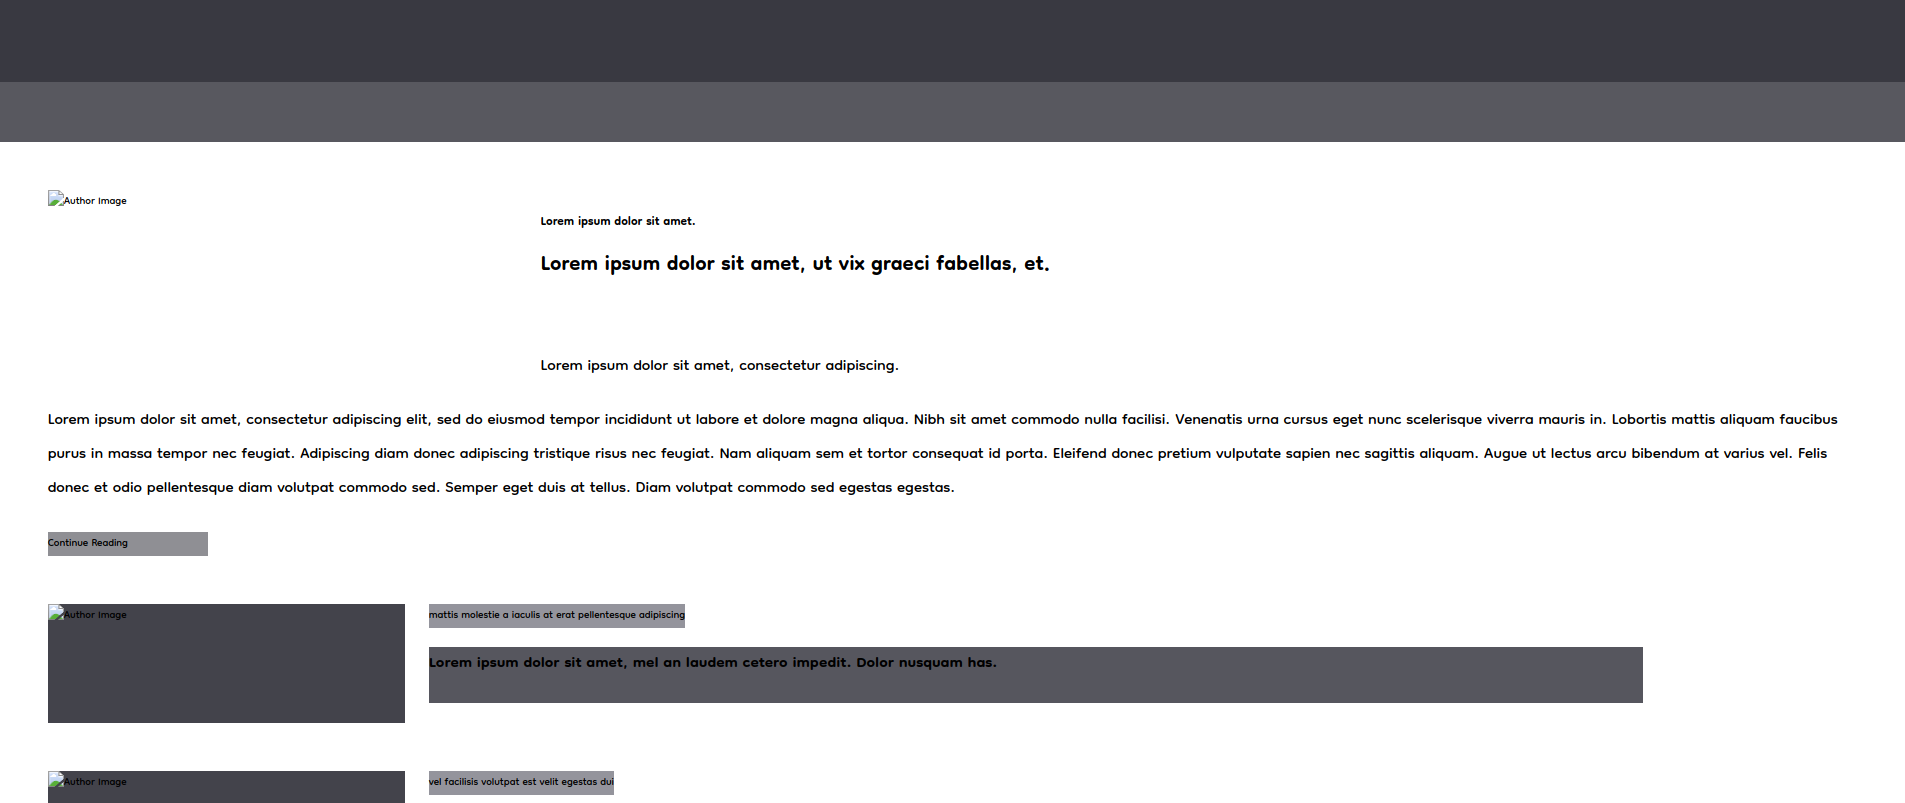 Author Image
Lorem ipsum dolor sit amet.
Lorem ipsum dolor sit amet, ut vix graeci fabellas, et.
Lorem ipsum dolor sit amet, consectetur adipiscing.
Lorem ipsum dolor sit amet, consectetur adipiscing elit, sed do eiusmod tempor incididunt ut labore et dolore magna aliqua. Nibh sit amet commodo nulla facilisi. Venenatis urna cursus eget nunc scelerisque viverra mauris in. Lobortis mattis aliquam faucibus
purus in massa tempor nec feugiat. Adipiscing diam donec adipiscing tristique risus nec feugiat. Nam aliquam sem et tortor consequat id porta. Eleifend donec pretium vulputate sapien nec sagittis aliquam. Augue ut lectus arcu bibendum at varius vel. Felis
donec et odio pellentesque diam volutpat commodo sed. Semper eget duis at tellus. Diam volutpat commodo sed egestas egestas.
Continue Reading
Author Image
mattis molestie a iaculis at erat pellentesque adipiscing
Lorem ipsum dolor sit amet, mel an laudem cetero impedit. Dolor nusquam has.
Author Image
vel facilisis volutpat est velit egestas dui